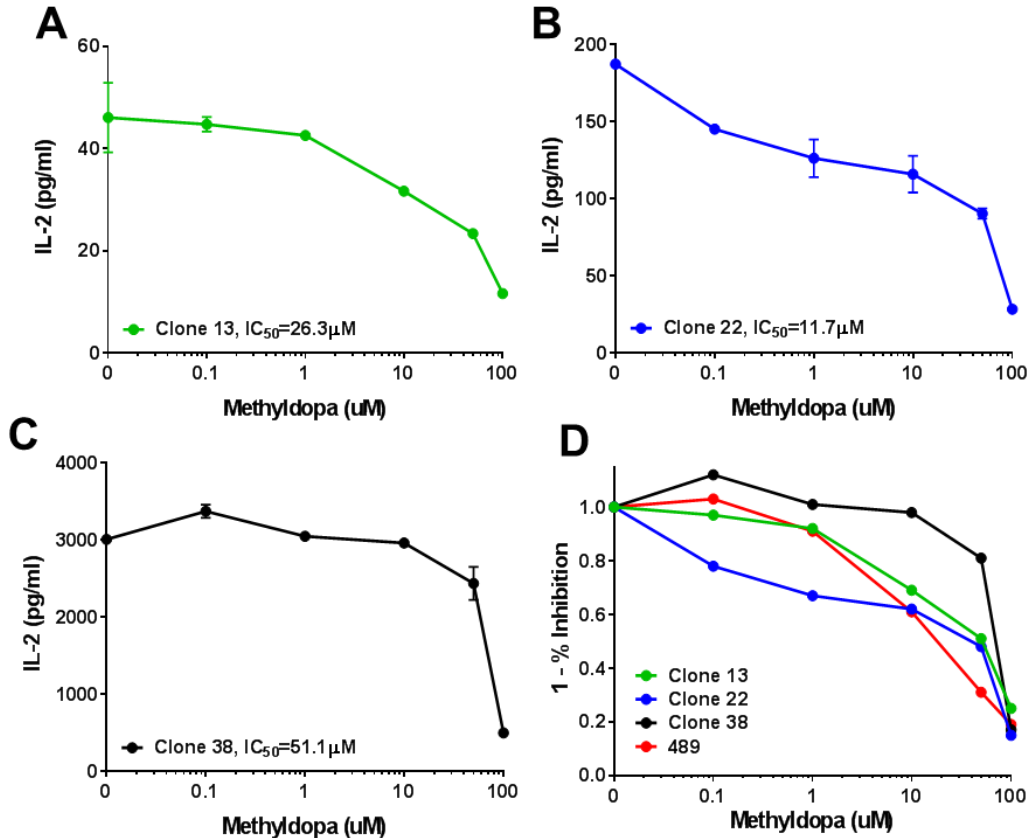 A
IL-2 (pg/ml)
60
40
20
0
Clone 13, IC50=26.3μM
0
0.1
1
10
100
Methyldopa (uM)
B
IL-2 (pg/ml)
200
150
100
50
0
Clone 22, IC50=11.7μM
0
0.1
1
10
100
Methyldopa (uM)
C
IL-2 (pg/ml)
4000
3000
2000
1000
0
Clone 38, IC50=51.1μM
0
0.1
1
10
100
Methyldopa (uM)
D
1 - % Inhibition
1.0
0.8
0.6
0.4
0.2
0.0
Clone 13
Clone 22
Clone 38
489
0
0.1
1
10
100
Methyldopa (uM)